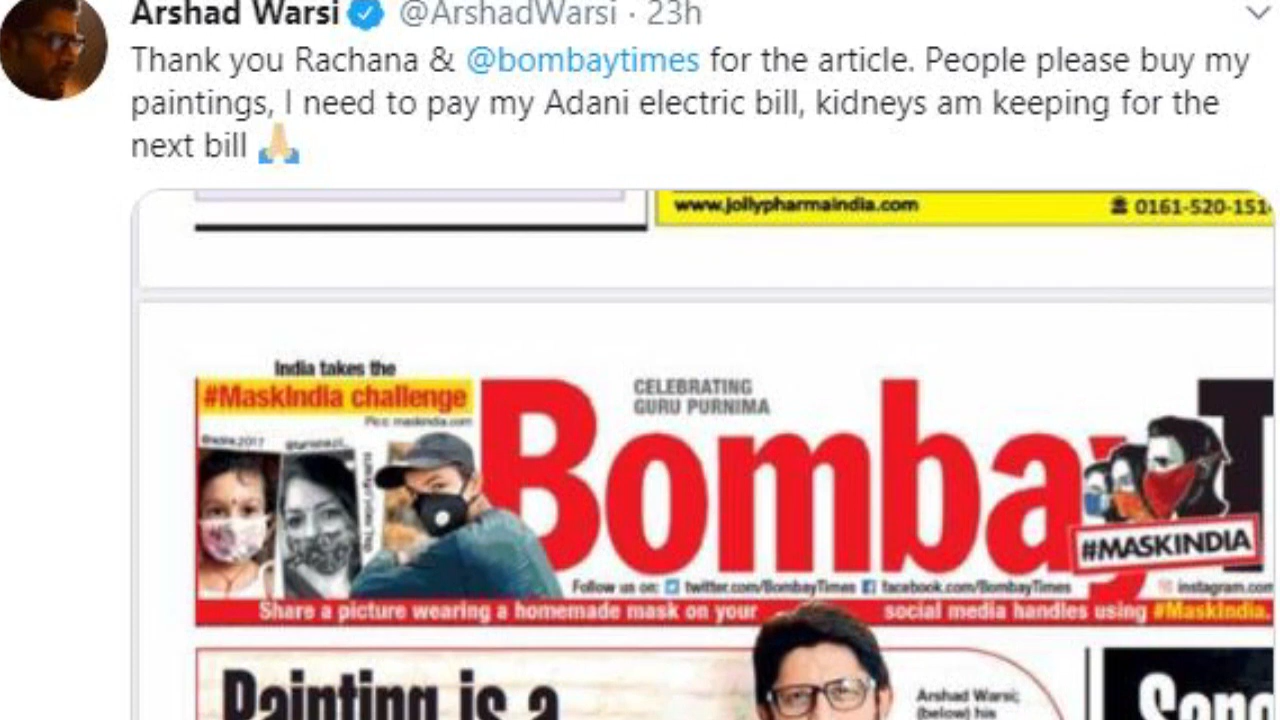 Arshad Warsi @ArshadWarsi · 23h
Thank you Rachana & @bombaytimes for the article. People please buy my
paintings, I need to pay my Adani electric bill, kidneys am keeping for the
next bill 🙏
www.jollypharmaindia.com 0161-520-151
India takes the
#MaskIndia challenge
CELEBRATING
GURU PURNIMA
Bombay T
#MASKINDIA
Follow us on: twitter.com/BombayTimes facebook.com/BombayTimes instagram.com
Share a picture wearing a homemade mask on your social media handles using #MaskIndia.
Painting is a
Arshad Warsi;
(below) his
Song